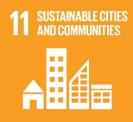 11 SUSTAINABLE CITIES
AND COMMUNITIES